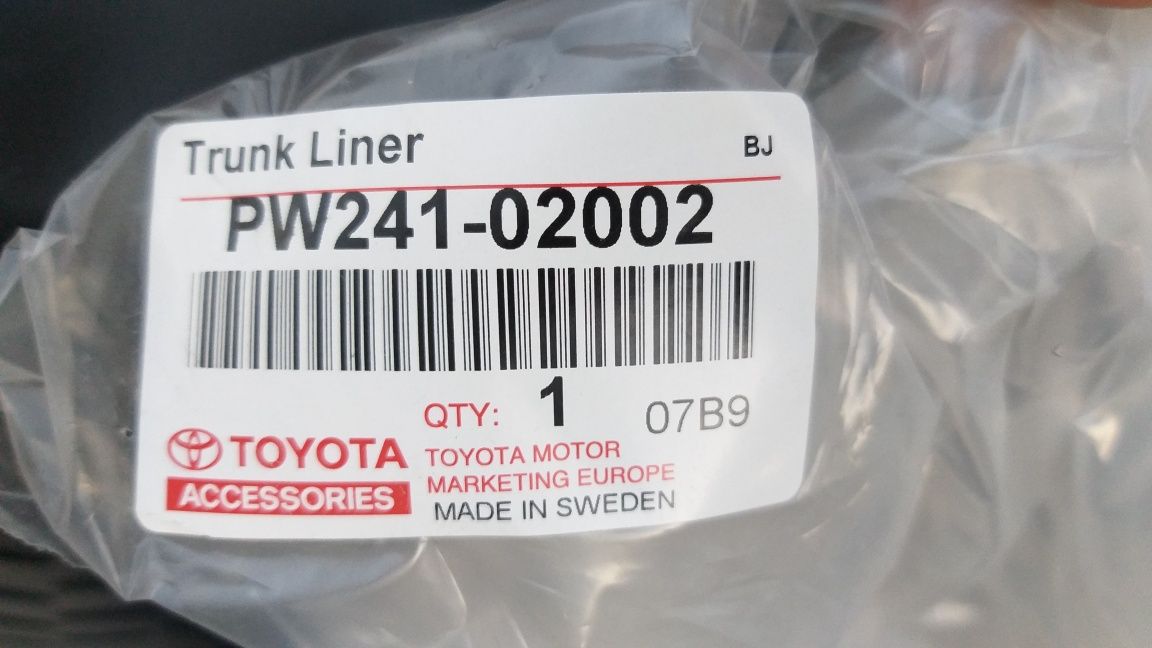 Trunk Liner BJ
PW241-02002
QTY: 1 07B9
TOYOTA
ACCESSORIES
TOYOTA MOTOR
MARKETING EUROPE
MADE IN SWEDEN